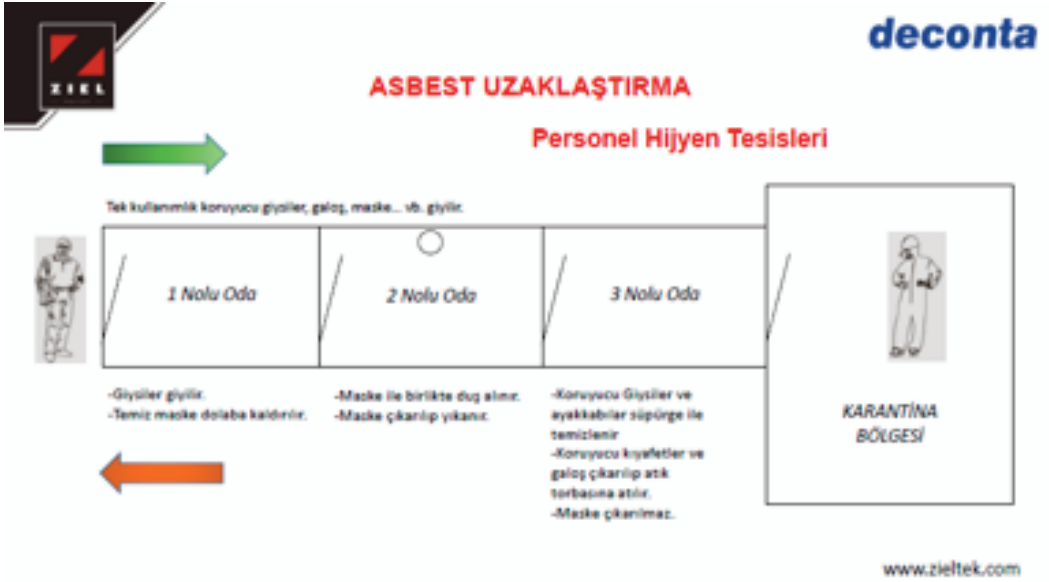 deconta
ZIEL
ASBEST UZAKLAŞTIRMA
Personel Hijyen Tesisleri
Tek kullanımlık koruyucu giysiler, galoş, maske... vb. giyilir.
1 Nolu Oda
2 Nolu Oda
3 Nolu Oda
-Giysiler giyilir.
-Temiz maske dolaba kaldırılır.
-Maske ile birlikte duş alınır.
-Maske çıkarılıp yıkanır.
-Koruyucu Giysiler ve
ayakkabılar süpürge ile
temizlenir
-Koruyucu kıyafetler ve
galoş çıkarılıp atık
torbasına atılır.
-Maske çıkarılmaz.
KARANTİNA
BÖLGESİ
www.zieltek.com